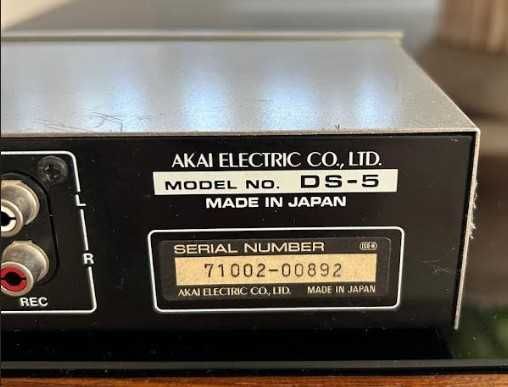 AKAI ELECTRIC CO., LTD.
MODEL NO. DS-5
MADE IN JAPAN
SERIAL NUMBER
71002-00892
AKAI ELECTRIC CO., LTD. MADE IN JAPAN
L
R
REC